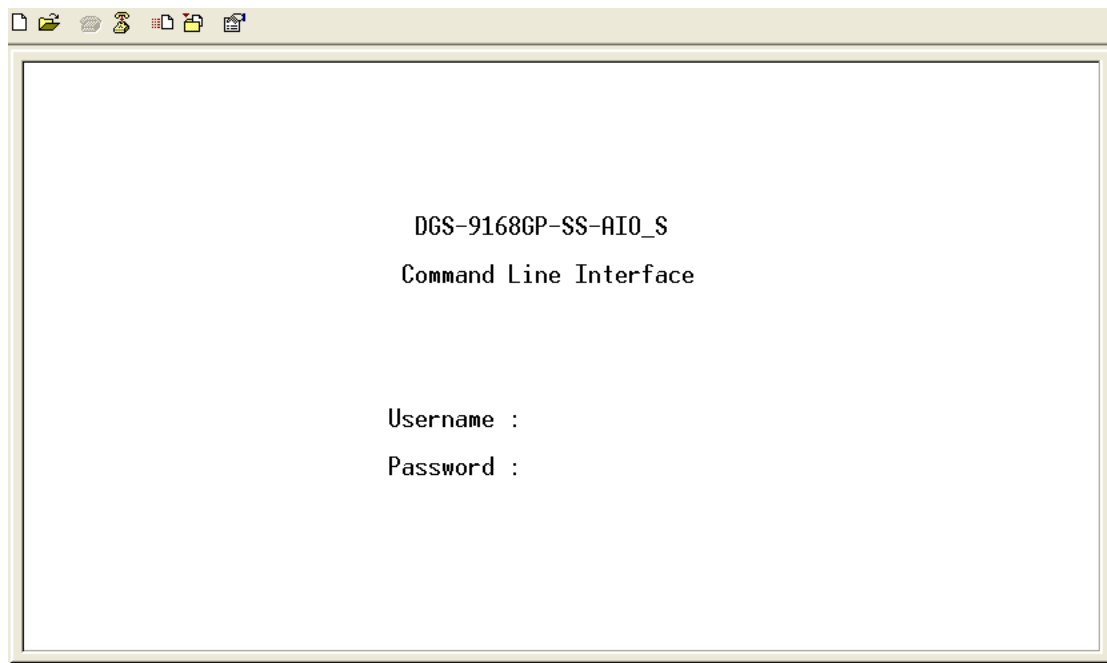 DGS-9168GP-SS-AIO_S
Command Line Interface
Username :
Password :